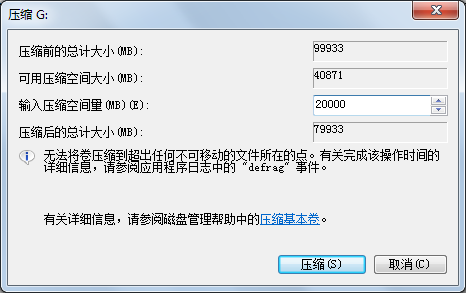 压缩 G:
压缩前的总计大小(MB): 99933
可用压缩空间大小(MB): 40871
输入压缩空间量(MB)(E): 20000
压缩后的总计大小(MB): 79933
无法将卷压缩到超出任何不可移动的文件所在的点。有关完成该操作时间的
详细信息，请参阅应用程序日志中的 "defrag" 事件。
有关详细信息，请参阅磁盘管理帮助中的压缩基本卷。
压缩(S) 取消(C)